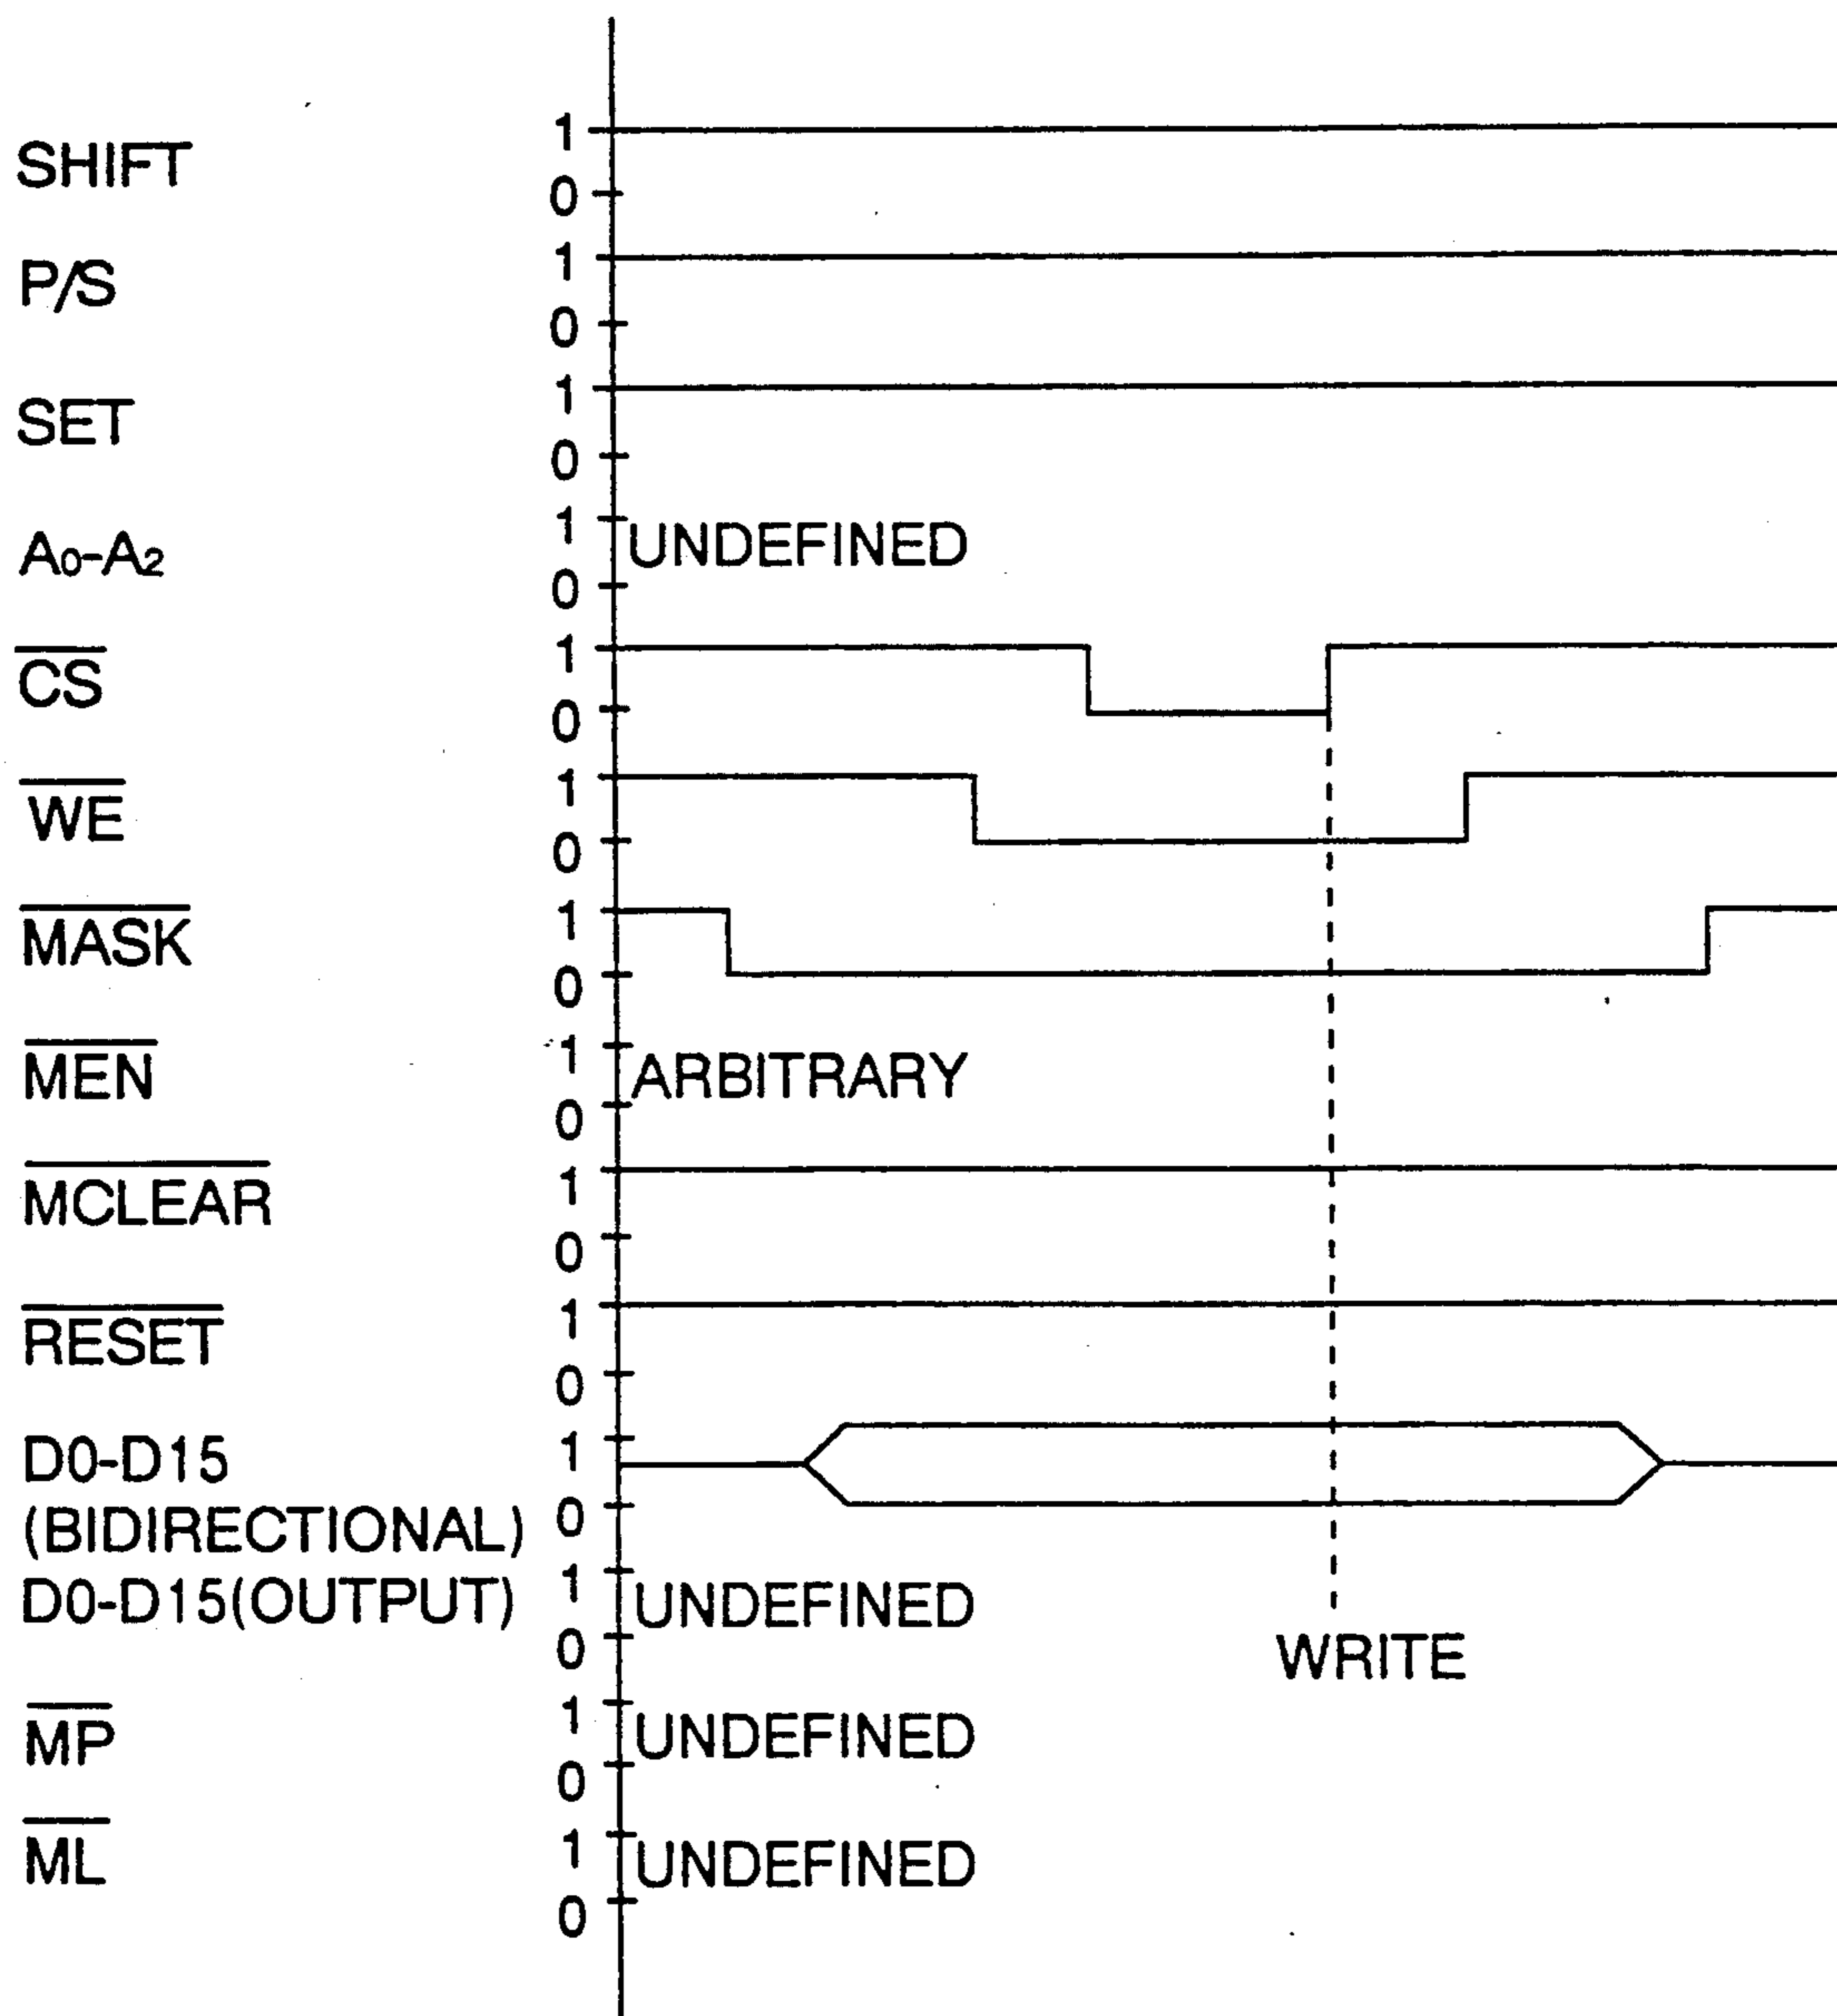 SHIFT
1
0
P/S
1
0
SET
1
0
A0-A2
1
0
UNDEFINED
CS
1
0
WE
1
0
MASK
1
0
MEN
1
0
ARBITRARY
MCLEAR
1
0
RESET
1
0
D0-D15
(BIDIRECTIONAL)
1
0
D0-D15(OUTPUT)
1
0
UNDEFINED
WRITE
MP
1
0
UNDEFINED
ML
1
0
UNDEFINED